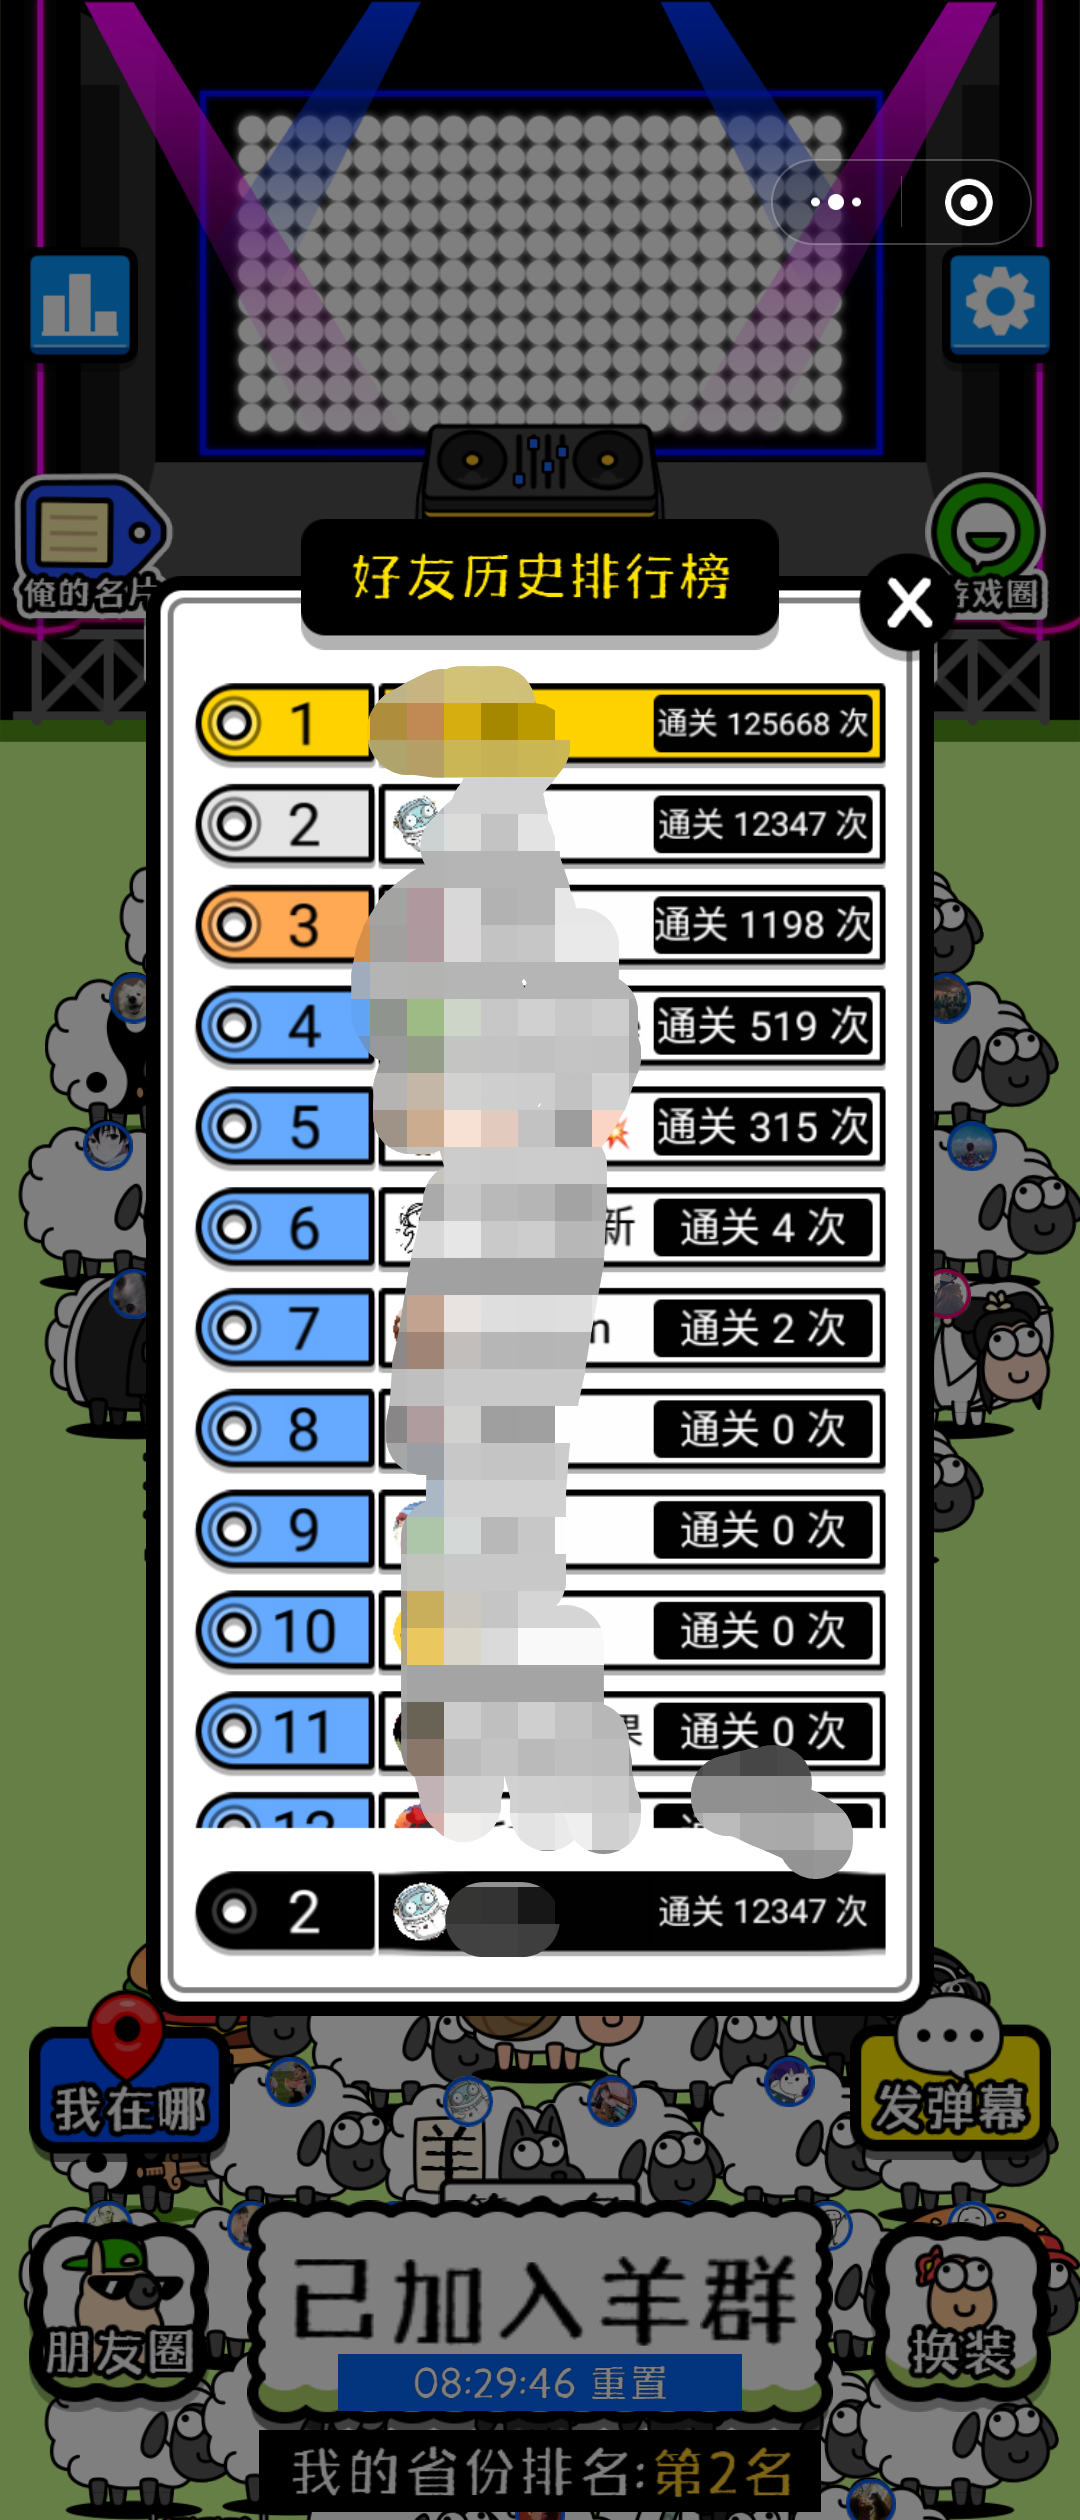 俺的名片
游戏圈
好友历史排行榜
X
1 通关 125668 次
2 通关 12347 次
3 通关 1198 次
4 通关 519 次
5 通关 315 次
6 新 通关 4 次
7 m 通关 2 次
8 通关 0 次
9 通关 0 次
10 通关 0 次
11 果 通关 0 次
12
2 通关 12347 次
我在哪
发弹幕
羊
已加入羊群
08:29:46 重置
朋友圈
换装
我的省份排名:第2名